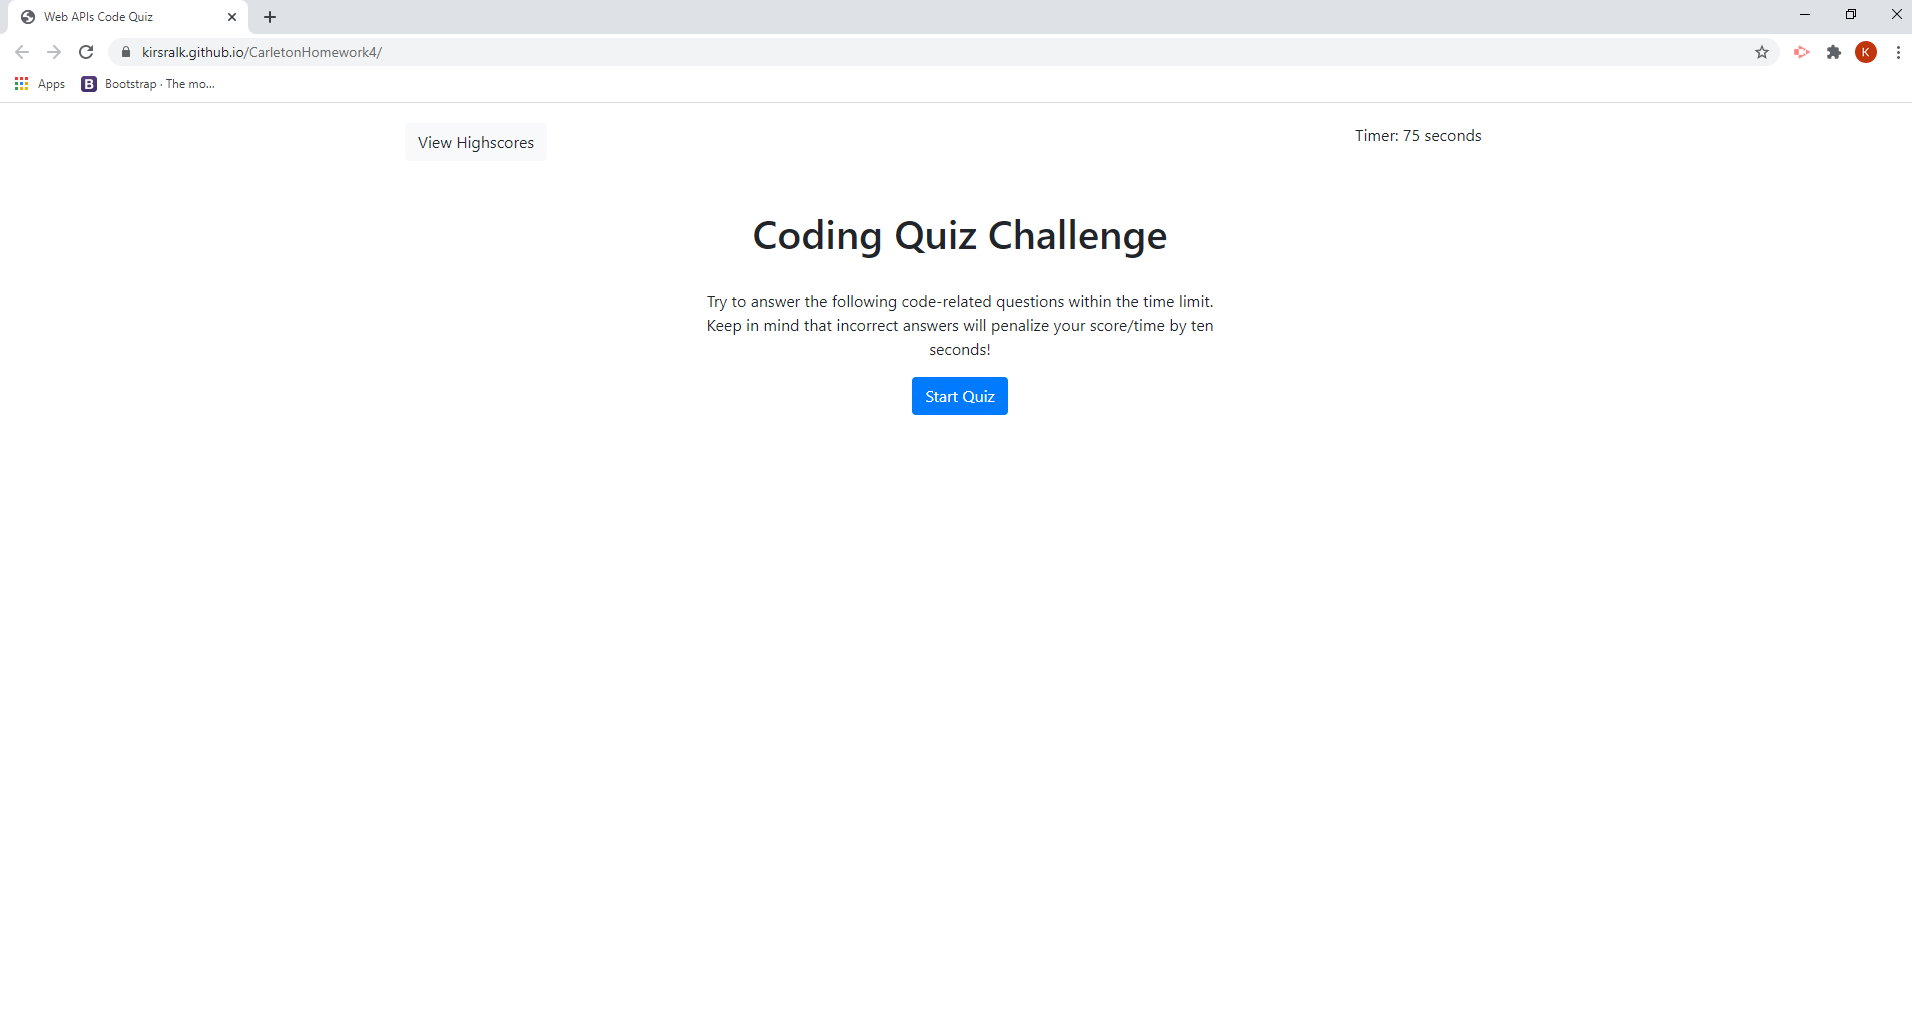 Web APIs Code Quiz
kirsralk.github.io/CarletonHomework4/
K
Apps
B
Bootstrap · The mo...
View Highscores
Timer: 75 seconds
Coding Quiz Challenge
Try to answer the following code-related questions within the time limit.
Keep in mind that incorrect answers will penalize your score/time by ten
seconds!
Start Quiz